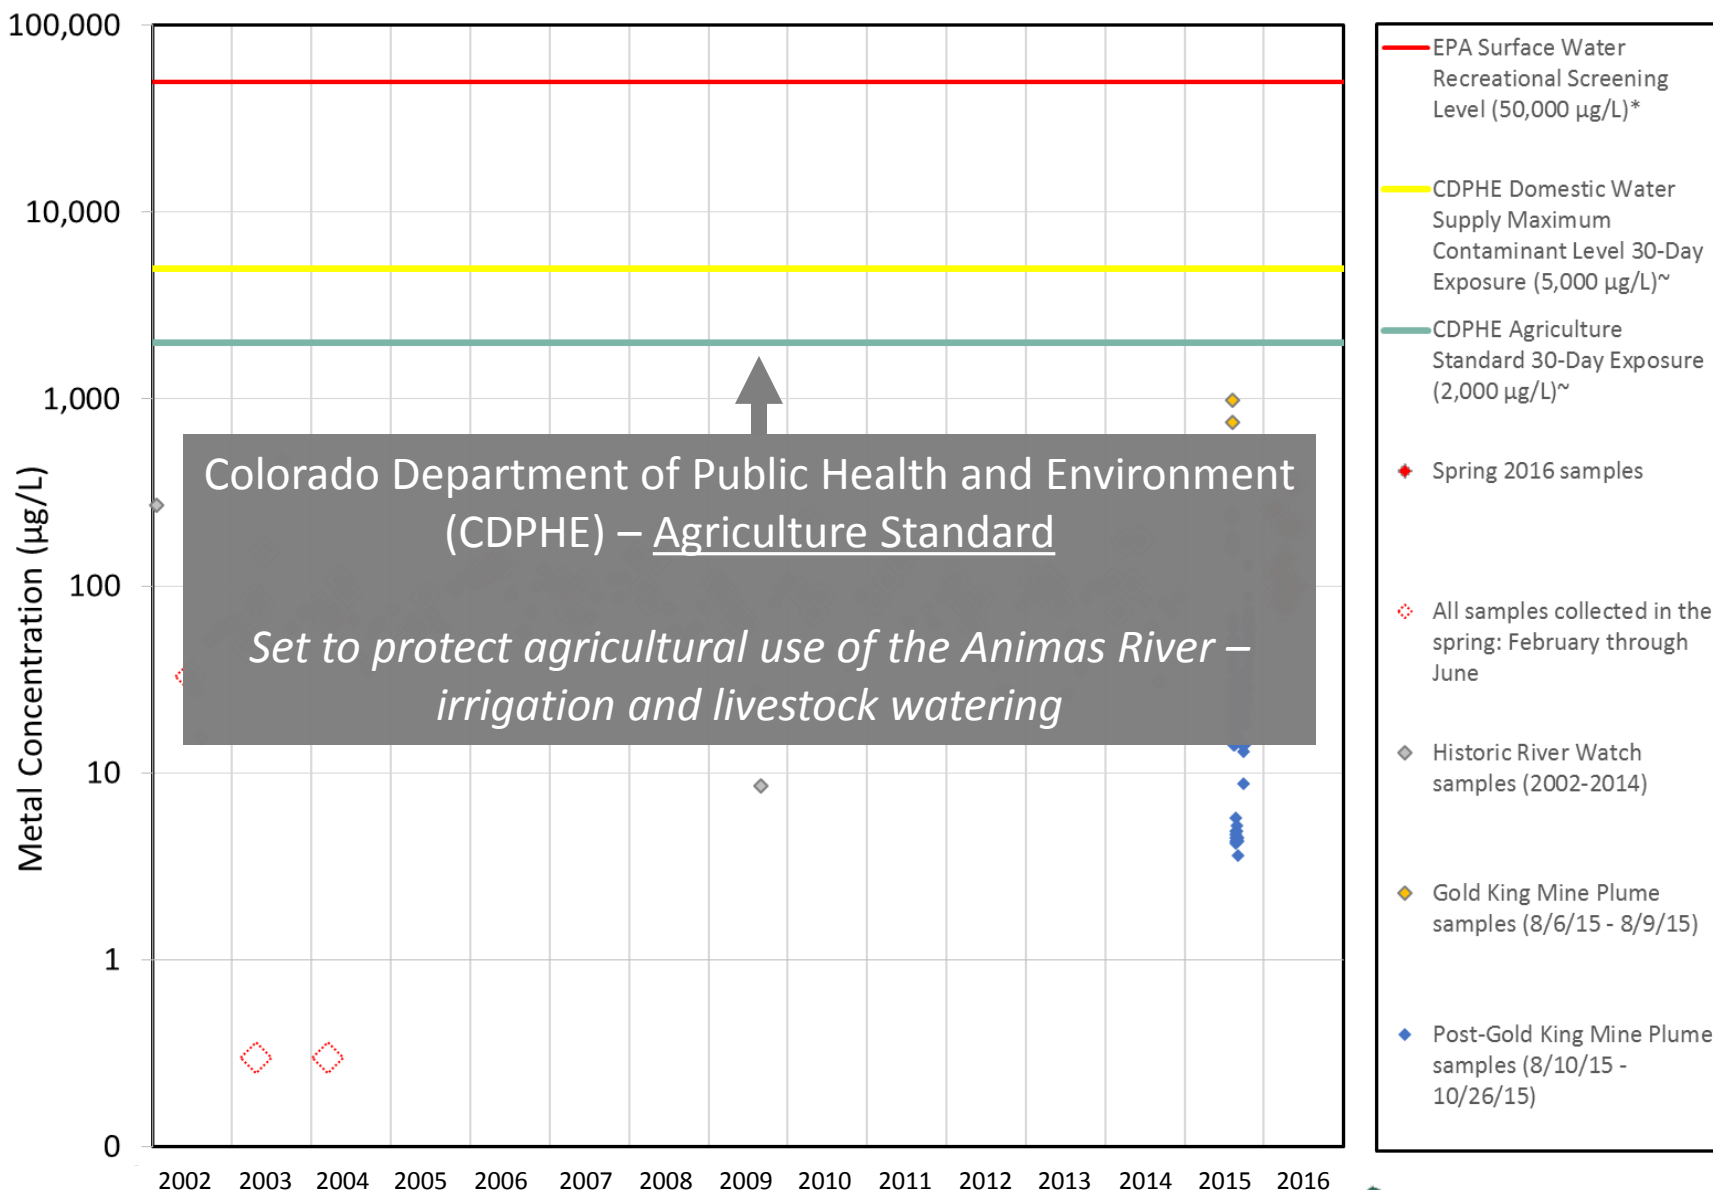 100,000
10,000
1,000
100
10
1
0
Metal Concentration (µg/L)
2002 2003 2004 2005 2006 2007 2008 2009 2010 2011 2012 2013 2014 2015 2016
Colorado Department of Public Health and Environment
(CDPHE) – Agriculture Standard
Set to protect agricultural use of the Animas River –
irrigation and livestock watering
EPA Surface Water
Recreational Screening
Level (50,000 µg/L)*
CDPHE Domestic Water
Supply Maximum
Contaminant Level 30-Day
Exposure (5,000 µg/L)~
CDPHE Agriculture
Standard 30-Day Exposure
(2,000 µg/L)~
Spring 2016 samples
All samples collected in the
spring: February through
June
Historic River Watch
samples (2002-2014)
Gold King Mine Plume
samples (8/6/15 - 8/9/15)
Post-Gold King Mine Plume
samples (8/10/15 -
10/26/15)